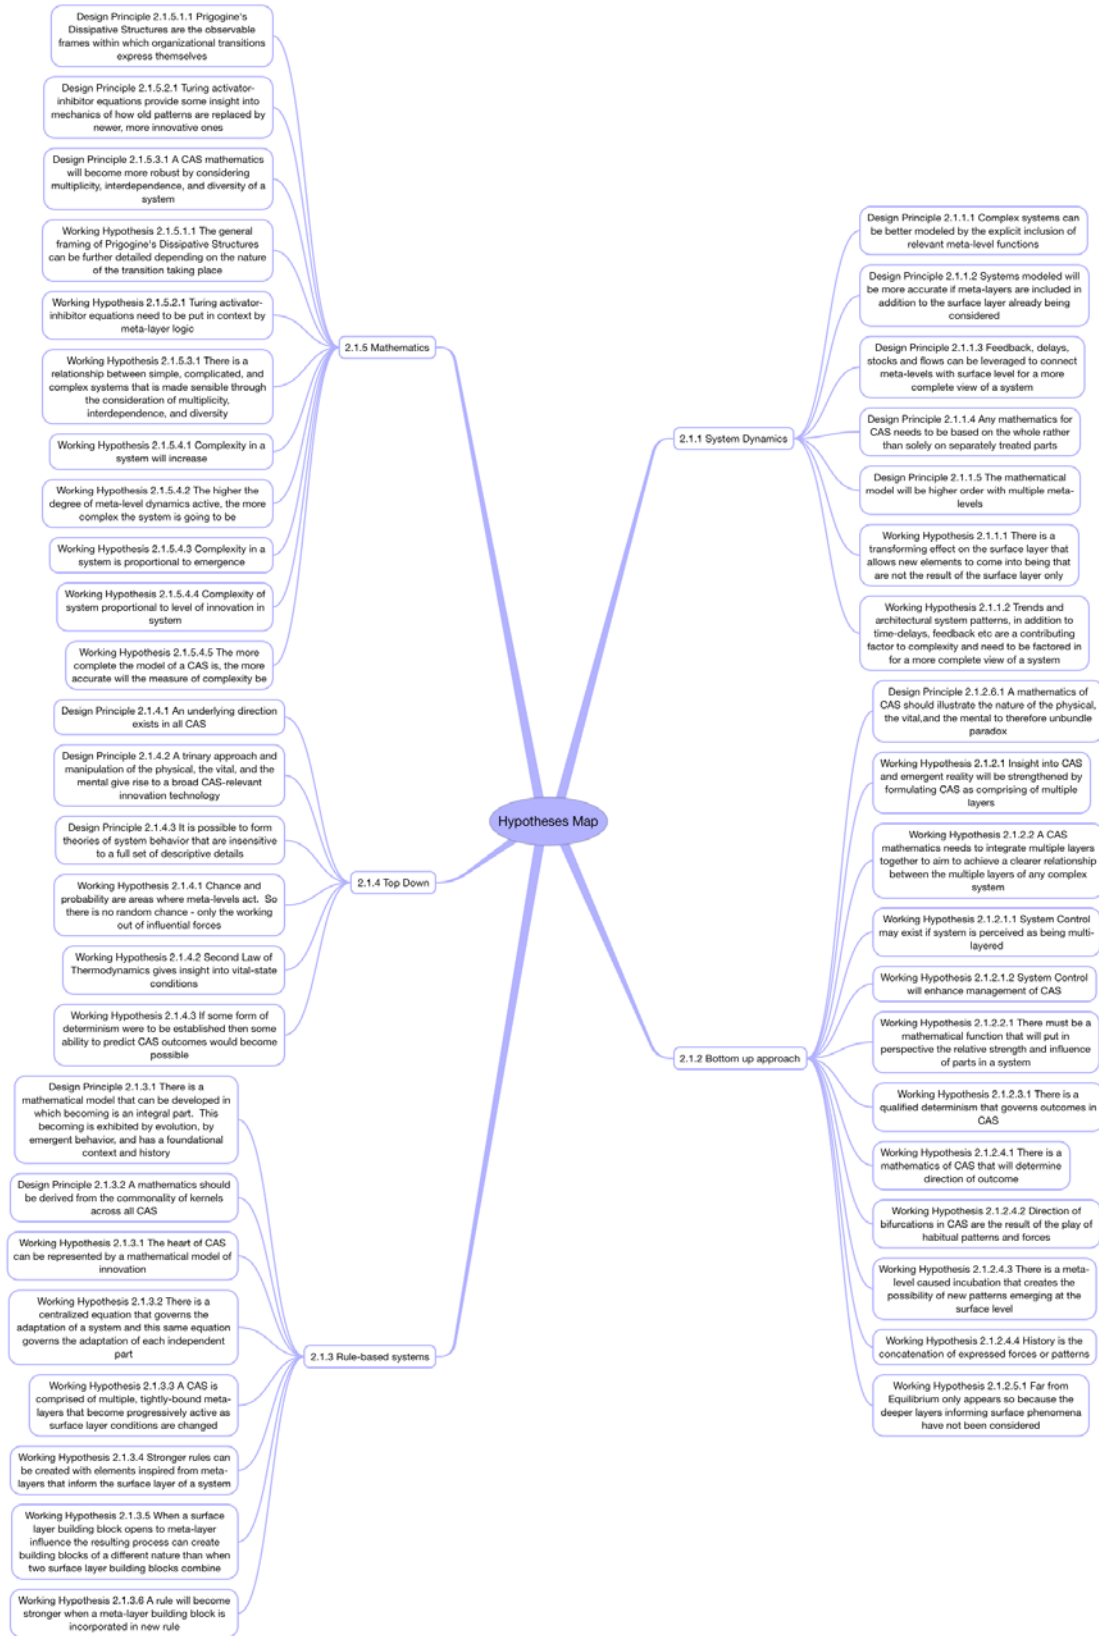 Design Principle 2.1.5.1.1 Prigogine's
Dissipative Structures are the observable
frames within which organizational transitions
express themselves
Design Principle 2.1.5.2.1 Turing activator-
inhibitor equations provide some insight into
mechanics of how old patterns are replaced by
newer, more innovative ones
Design Principle 2.1.5.3.1 A CAS mathematics
will become more robust by considering
multiplicity, interdependence, and diversity of a
system
Working Hypothesis 2.1.5.1.1 The general
framing of Prigogine's Dissipative Structures
can be further detailed depending on the
nature of the transition taking place
Working Hypothesis 2.1.5.2.1 Turing activator-
inhibitor equations need to be put in context by
meta-layer logic
Working Hypothesis 2.1.5.3.1 There is a
relationship between simple, complicated, and
complex systems that is made sensible through
the consideration of multiplicity,
interdependence, and diversity
Working Hypothesis 2.1.5.4.1 Complexity in a
system will increase
Working Hypothesis 2.1.5.4.2 The higher the
degree of meta-level dynamics active, the more
complex the system is going to be
Working Hypothesis 2.1.5.4.3 Complexity in a
system is proportional to emergence
Working Hypothesis 2.1.5.4.4 Complexity of
system proportional to level of innovation in
system
Working Hypothesis 2.1.5.4.5 The more
complete the model of a CAS is, the more
accurate will the measure of complexity be
2.1.5 Mathematics
Design Principle 2.1.4.1 An underlying direction
exists in all CAS
Design Principle 2.1.4.2 A trinary approach and
manipulation of the physical, the vital, and the
mental give rise to a broad CAS-relevant
innovation technology
Design Principle 2.1.4.3 It is possible to form
theories of system behavior that are insensitive
to a full set of descriptive details
Working Hypothesis 2.1.4.1 Chance and
probability are areas where meta-levels act. So
there is no random chance - only the working
out of influential forces
Working Hypothesis 2.1.4.2 Second Law of
Thermodynamics gives insight into vital-state
conditions
Working Hypothesis 2.1.4.3 If some form of
determinism were to be established then some
ability to predict CAS outcomes would become
possible
2.1.4 Top Down
Design Principle 2.1.3.1 There is a
mathematical model that can be developed in
which becoming is an integral part. This
becoming is exhibited by evolution, by
emergent behavior, and has a foundational
context and history
Design Principle 2.1.3.2 A mathematics should
be derived from the commonality of kernels
across all CAS
Working Hypothesis 2.1.3.1 The heart of CAS
can be represented by a mathematical model of
innovation
Working Hypothesis 2.1.3.2 There is a
centralized equation that governs the
adaptation of a system and this same equation
governs the adaptation of each independent
part
Working Hypothesis 2.1.3.3 A CAS is
comprised of multiple, tightly-bound meta-
layers that become progressively active as
surface layer conditions are changed
Working Hypothesis 2.1.3.4 Stronger rules can
be created with elements inspired from meta-
layers that inform the surface layer of a system
Working Hypothesis 2.1.3.5 When a surface
layer building block opens to meta-layer
influence the resulting process can create
building blocks of a different nature than when
two surface layer building blocks combine
Working Hypothesis 2.1.3.6 A rule will become
stronger when a meta-layer building block is
incorporated in new rule
2.1.3 Rule-based systems
Hypotheses Map
2.1.1 System Dynamics
Design Principle 2.1.1.1 Complex systems can
be better modeled by the explicit inclusion of
relevant meta-level functions
Design Principle 2.1.1.2 Systems modeled will
be more accurate if meta-layers are included in
addition to the surface layer already being
considered
Design Principle 2.1.1.3 Feedback, delays,
stocks and flows can be leveraged to connect
meta-levels with surface level for a more
complete view of a system
Design Principle 2.1.1.4 Any mathematics for
CAS needs to be based on the whole rather
than solely on separately treated parts
Design Principle 2.1.1.5 The mathematical
model will be higher order with multiple meta-
levels
Working Hypothesis 2.1.1.1 There is a
transforming effect on the surface layer that
allows new elements to come into being that
are not the result of the surface layer only
Working Hypothesis 2.1.1.2 Trends and
architectural system patterns, in addition to
time-delays, feedback etc are a contributing
factor to complexity and need to be factored in
for a more complete view of a system
2.1.2 Bottom up approach
Design Principle 2.1.2.6.1 A mathematics of
CAS should illustrate the nature of the physical,
the vital,and the mental to therefore unbundle
paradox
Working Hypothesis 2.1.2.1 Insight into CAS
and emergent reality will be strengthened by
formulating CAS as comprising of multiple
layers
Working Hypothesis 2.1.2.2 A CAS
mathematics needs to integrate multiple layers
together to aim to achieve a clearer relationship
between the multiple layers of any complex
system
Working Hypothesis 2.1.2.1.1 System Control
may exist if system is perceived as being multi-
layered
Working Hypothesis 2.1.2.1.2 System Control
will enhance management of CAS
Working Hypothesis 2.1.2.2.1 There must be a
mathematical function that will put in
perspective the relative strength and influence
of parts in a system
Working Hypothesis 2.1.2.3.1 There is a
qualified determinism that governs outcomes in
CAS
Working Hypothesis 2.1.2.4.1 There is a
mathematics of CAS that will determine
direction of outcome
Working Hypothesis 2.1.2.4.2 Direction of
bifurcations in CAS are the result of the play of
habitual patterns and forces
Working Hypothesis 2.1.2.4.3 There is a meta-
level caused incubation that creates the
possibility of new patterns emerging at the
surface level
Working Hypothesis 2.1.2.4.4 History is the
concatenation of expressed forces or patterns
Working Hypothesis 2.1.2.5.1 Far from
Equilibrium only appears so because the
deeper layers informing surface phenomena
have not been considered